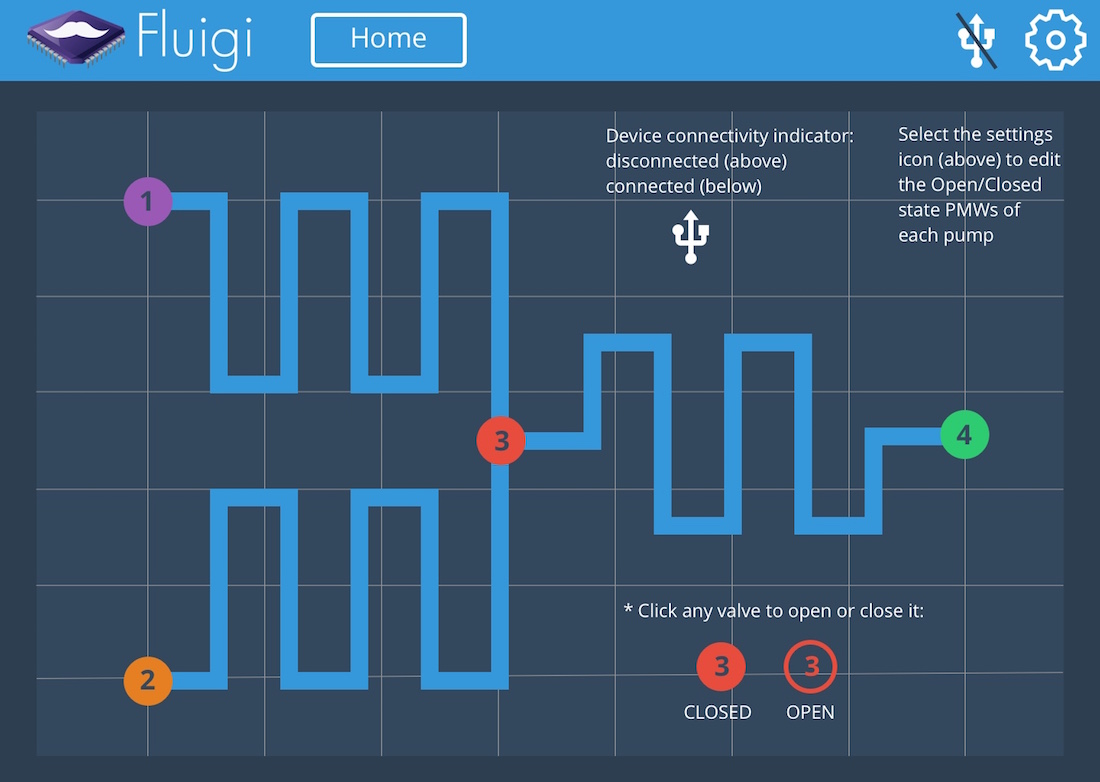 Fluigi
Home
Device connectivity indicator:
disconnected (above)
connected (below)
Select the settings
icon (above) to edit
the Open/Closed
state PMWs of
each pump
1
3
4
2
* Click any valve to open or close it:
3
3
CLOSED
OPEN